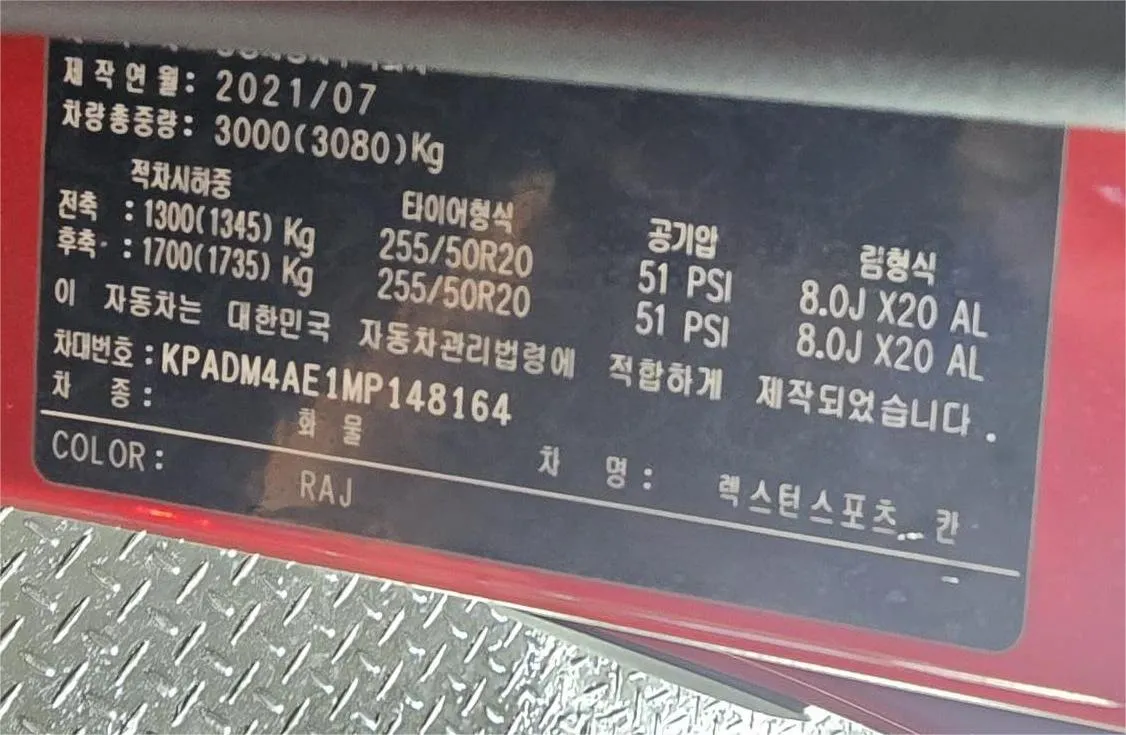 제작연월: 2021/07
차량총중량: 3000(3080)Kg
적차시하중 타이어형식 공기압 림형식
전축 : 1300(1345) Kg 255/50R20 51 PSI 8.0J X20 AL
후축 : 1700(1735) Kg 255/50R20 51 PSI 8.0J X20 AL
이 자동차는 대한민국 자동차관리법령에 적합하게 제작되었습니다.
차대번호 : KPADM4AE1MP148164
차 종 : 화 물 차 명 : 렉스턴스포츠 칸
COLOR: RAJ